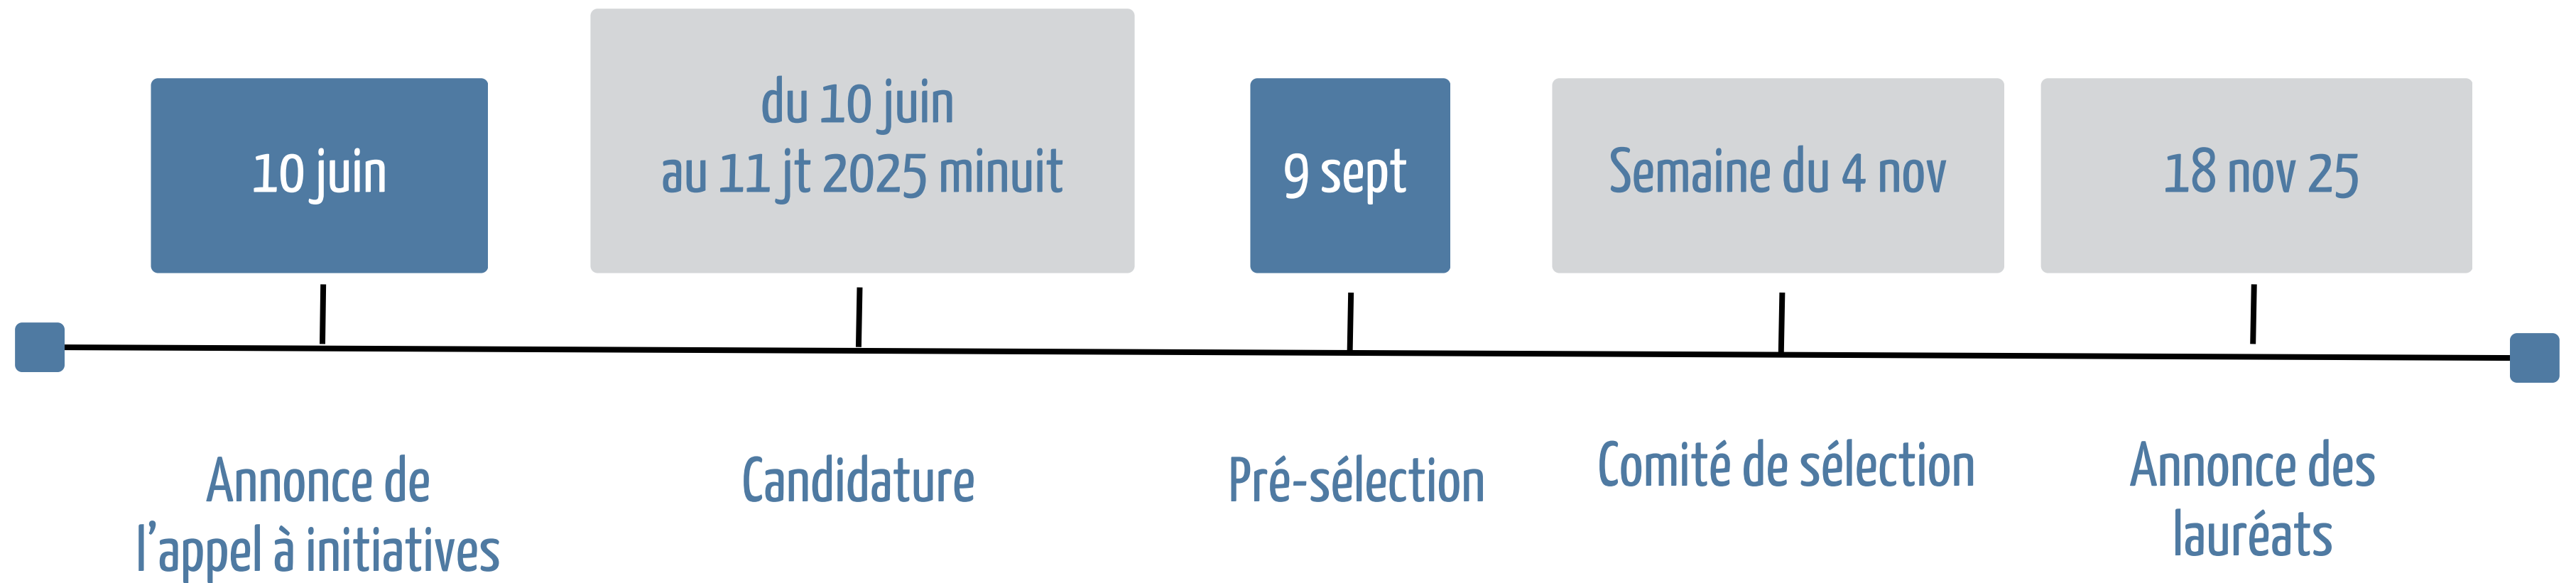 10 juin
du 10 juin
au 11 jt 2025 minuit
9 sept
Semaine du 4 nov
18 nov 25
Annonce de
l’appel à initiatives
Candidature
Pré-sélection
Comité de sélection
Annonce des
lauréats